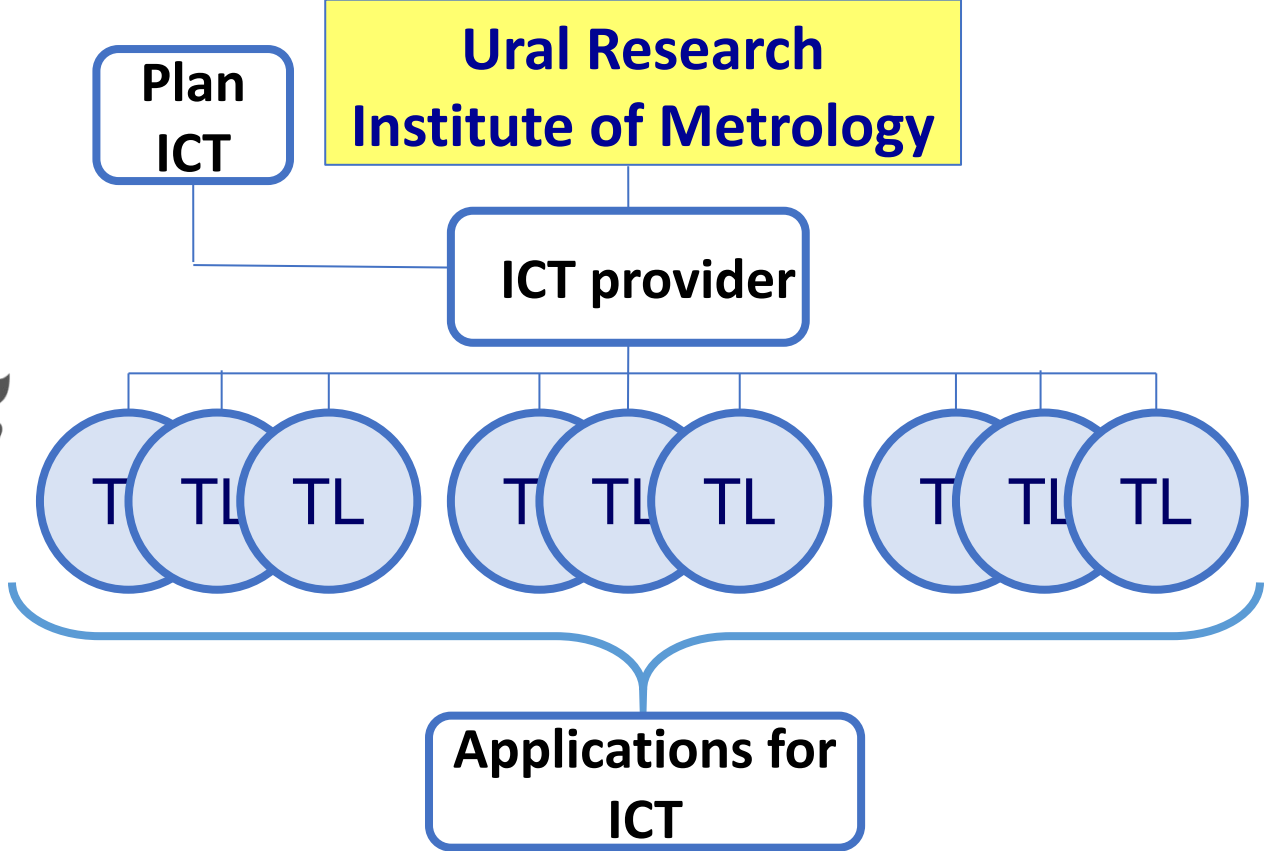 Plan
ICT
Ural Research
Institute of Metrology
ICT provider
T
TL
TL
T
TL
TL
T
TL
TL
Applications for
ICT